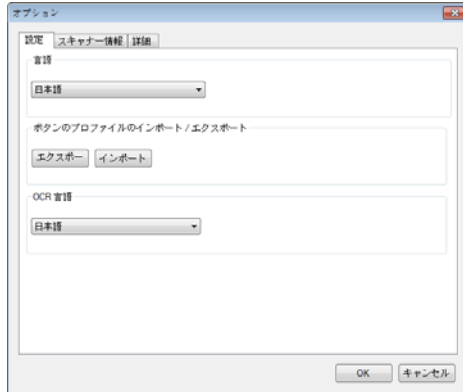 オプション
設定 スキャナー情報 詳細
言語
日本語
ボタンのプロファイルのインポート / エクスポート
エクスポー インポート
OCR 言語
日本語
OK キャンセル